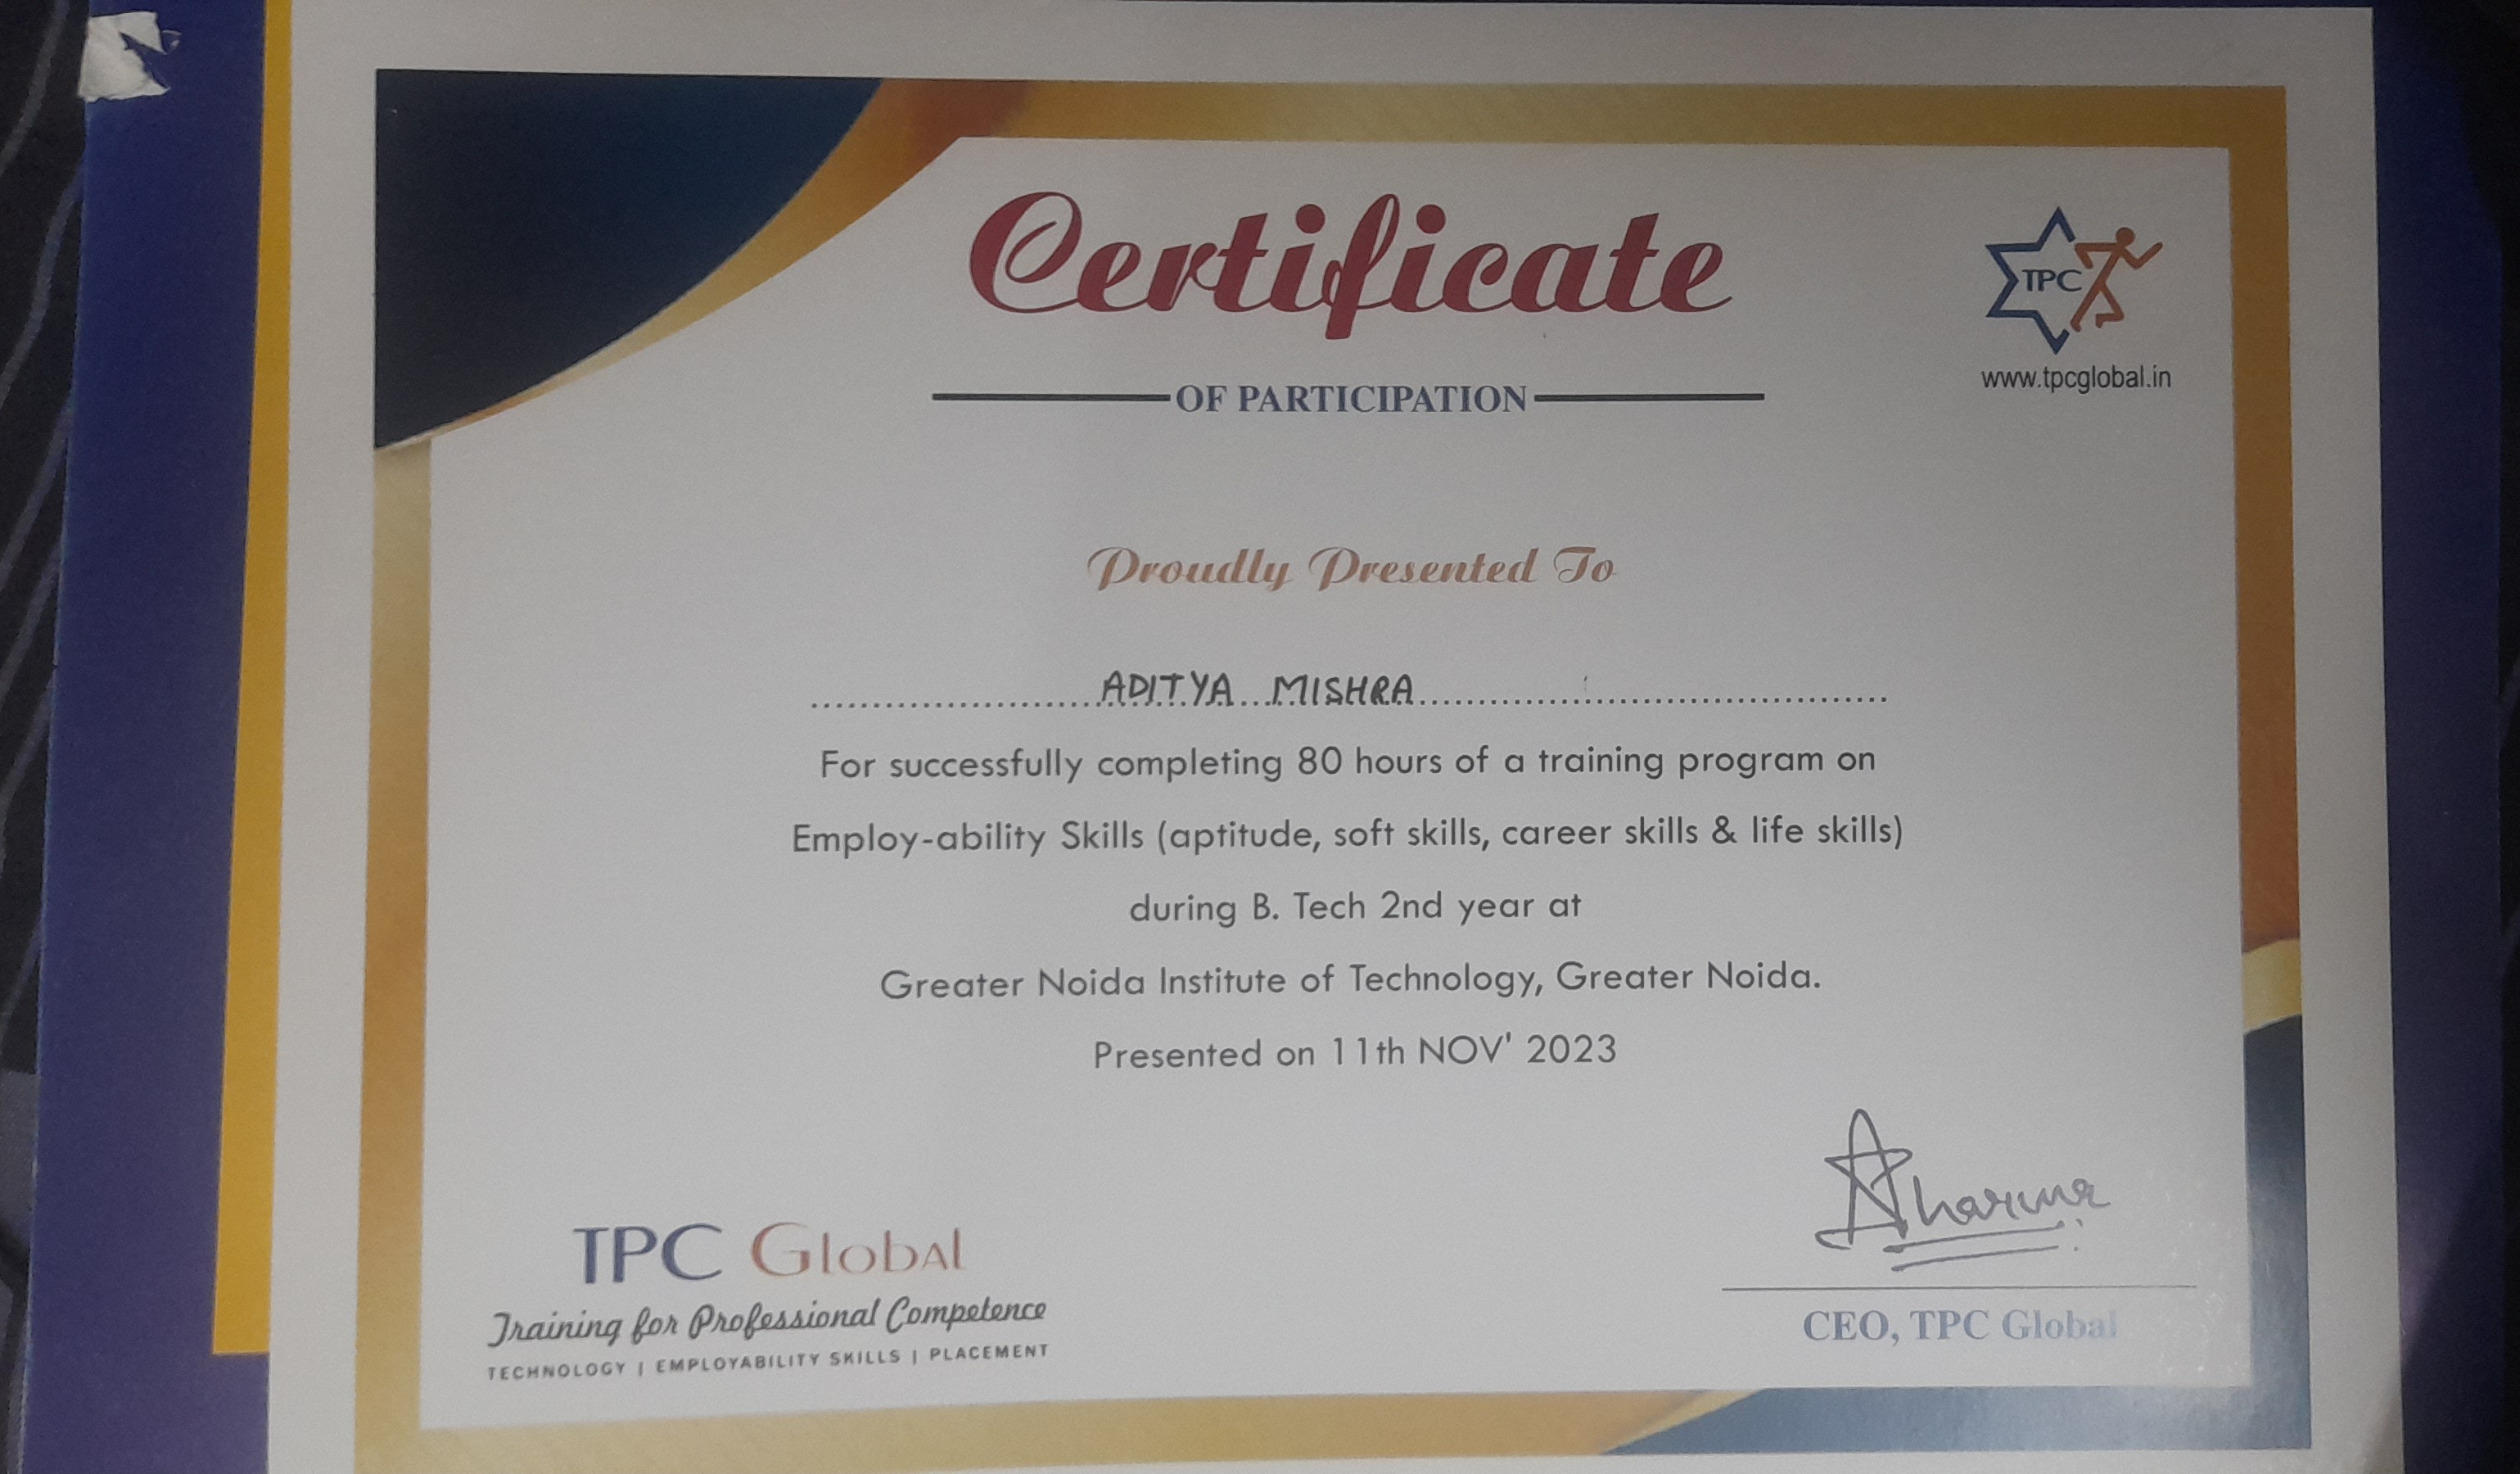 Certificate
OF PARTICIPATION
TPC
www.tpcglobal.in
Proudly Presented To
ADITYA MISHRA
For successfully completing 80 hours of a training program on
Employ-ability Skills (aptitude, soft skills, career skills & life skills)
during B. Tech 2nd year at
Greater Noida Institute of Technology, Greater Noida.
Presented on 11th NOV' 2023
TPC Global
Training for Professional Competence
TECHNOLOGY | EMPLOYABILITY SKILLS | PLACEMENT
CEO, TPC Global